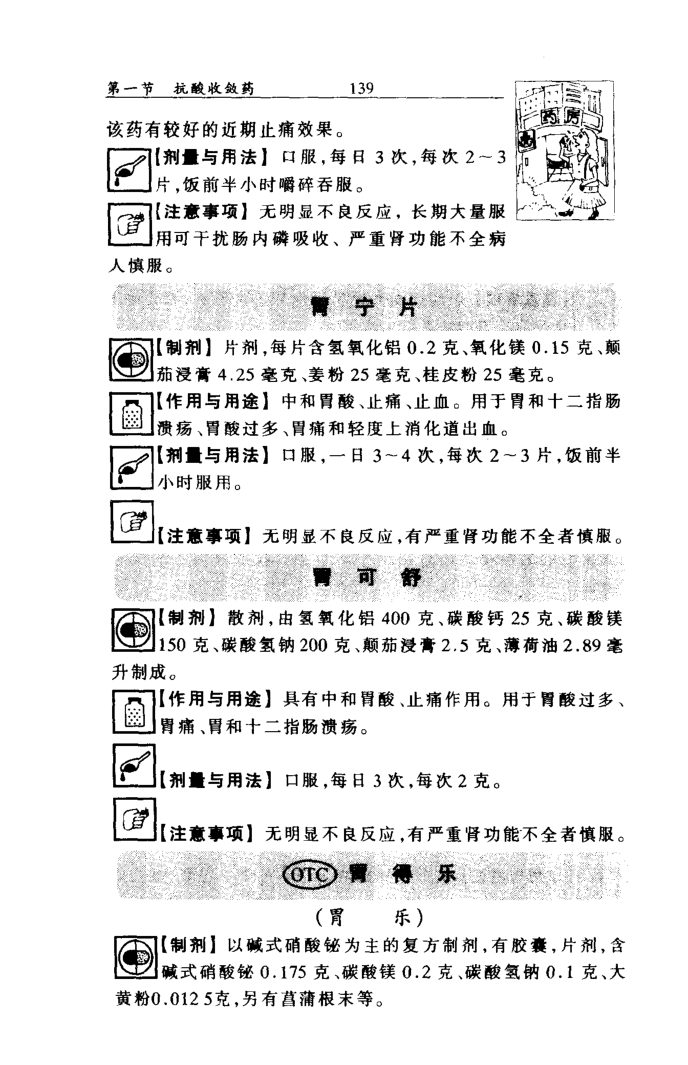 第一节 抗酸收敛药 139
药房
该药有较好的近期止痛效果。
【剂量与用法】 口服,每日 3 次,每次 2～3
片,饭前半小时嚼碎吞服。
【注意事项】 无明显不良反应, 长期大量服
用可干扰肠内磷吸收、严重肾功能不全病
人慎服。
胃宁片
【制剂】 片剂,每片含氢氧化铝 0.2 克、氧化镁 0.15 克、颠
茄浸膏 4.25 毫克、姜粉 25 毫克、桂皮粉 25 毫克。
【作用与用途】 中和胃酸、止痛、止血。用于胃和十二指肠
溃疡、胃酸过多、胃痛和轻度上消化道出血。
【剂量与用法】 口服,一日 3～4 次,每次 2～3 片,饭前半
小时服用。
【注意事项】 无明显不良反应,有严重肾功能不全者慎服。
胃可舒
【制剂】 散剂,由氢氧化铝 400 克、碳酸钙 25 克、碳酸镁
150 克、碳酸氢钠 200 克、颠茄浸膏 2.5 克、薄荷油 2.89 毫
升制成。
【作用与用途】 具有中和胃酸、止痛作用。用于胃酸过多、
胃痛、胃和十二指肠溃疡。
【剂量与用法】 口服,每日 3 次,每次 2 克。
【注意事项】 无明显不良反应,有严重肾功能不全者慎服。
OTC 胃得乐
(胃 乐)
【制剂】 以碱式硝酸铋为主的复方制剂,有胶囊,片剂,含
碱式硝酸铋 0.175 克、碳酸镁 0.2 克、碳酸氢钠 0.1 克、大
黄粉0.012 5克,另有菖蒲根末等。